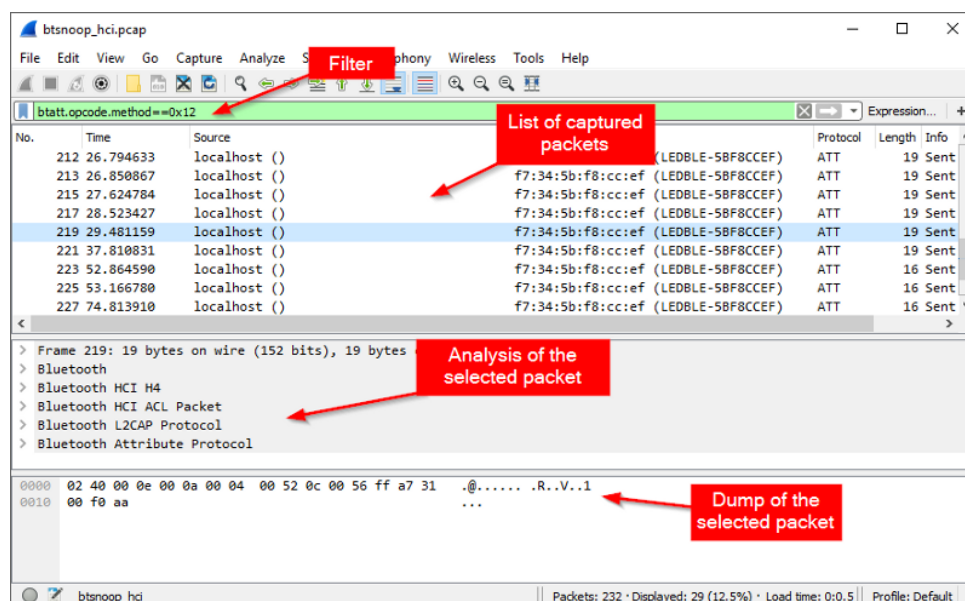 btsnoop_hci.pcap
File Edit View Go Capture Analyze phony Wireless Tools Help
Filter
btatt.opcode.method==0x12
Expression... +
List of captured packets
No. Time Source Protocol Length Info
212 26.794633 localhost () (LEDBLE-5BF8CCEF) ATT 19 Sent
213 26.850867 localhost () f7:34:5b:f8:cc:ef (LEDBLE-5BF8CCEF) ATT 19 Sent
215 27.624784 localhost () f7:34:5b:f8:cc:ef (LEDBLE-5BF8CCEF) ATT 19 Sent
217 28.523427 localhost () f7:34:5b:f8:cc:ef (LEDBLE-5BF8CCEF) ATT 19 Sent
219 29.481159 localhost () f7:34:5b:f8:cc:ef (LEDBLE-5BF8CCEF) ATT 19 Sent
221 37.810831 localhost () f7:34:5b:f8:cc:ef (LEDBLE-5BF8CCEF) ATT 19 Sent
223 52.864590 localhost () f7:34:5b:f8:cc:ef (LEDBLE-5BF8CCEF) ATT 16 Sent
225 53.166780 localhost () f7:34:5b:f8:cc:ef (LEDBLE-5BF8CCEF) ATT 16 Sent
227 74.813910 localhost () f7:34:5b:f8:cc:ef (LEDBLE-5BF8CCEF) ATT 16 Sent
> Frame 219: 19 bytes on wire (152 bits), 19 bytes
> Bluetooth
> Bluetooth HCI H4
> Bluetooth HCI ACL Packet
> Bluetooth L2CAP Protocol
> Bluetooth Attribute Protocol
Analysis of the selected packet
0000 02 40 00 0e 00 0a 00 04 00 52 0c 00 56 ff a7 31 .@...... .R..V..1
0010 00 f0 aa ...
Dump of the selected packet
btsnoop_hci
Packets: 232 · Displayed: 29 (12.5%) · Load time: 0:0.5 Profile: Default